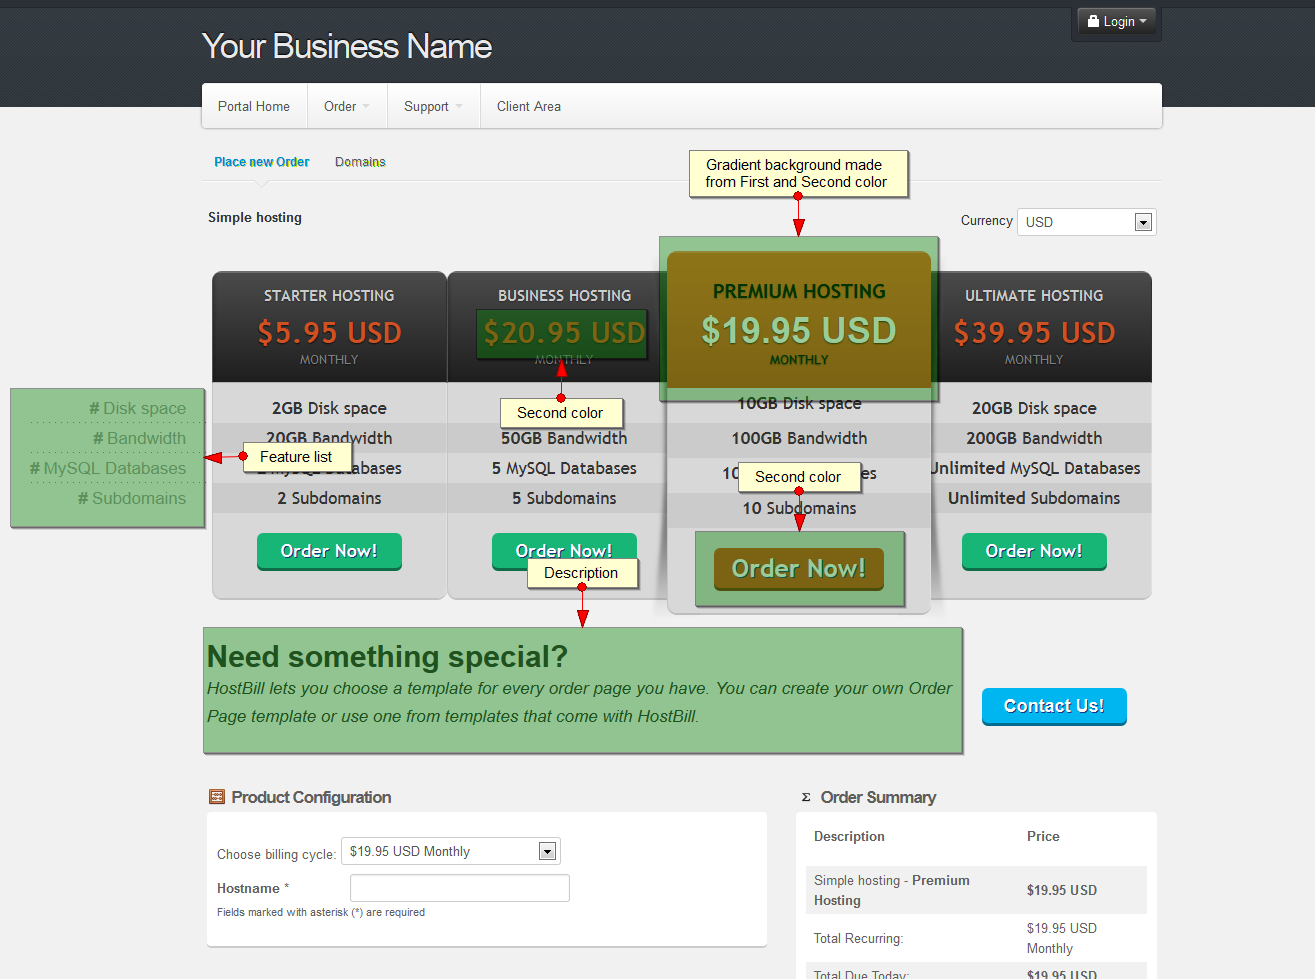 Login
Your Business Name
Portal Home
Order
Support
Client Area
Place new Order
Domains
Gradient background made
from First and Second color
Simple hosting
Currency
USD
STARTER HOSTING
$5.95 USD
MONTHLY
BUSINESS HOSTING
$20.95 USD
MONTHLY
PREMIUM HOSTING
$19.95 USD
MONTHLY
ULTIMATE HOSTING
$39.95 USD
MONTHLY
Second color
# Disk space
# Bandwidth
# MySQL Databases
# Subdomains
Feature list
2GB Disk space
20GB Bandwidth
Databases
2 Subdomains
Order Now!
50GB Bandwidth
5 MySQL Databases
5 Subdomains
Order Now!
10GB Disk space
100GB Bandwidth
Second color
10 Subdomains
Order Now!
20GB Disk space
200GB Bandwidth
Unlimited MySQL Databases
Unlimited Subdomains
Order Now!
Description
Need something special?
HostBill lets you choose a template for every order page you have. You can create your own Order
Page template or use one from templates that come with HostBill.
Contact Us!
Product Configuration
Choose billing cycle:
$19.95 USD Monthly
Hostname *
Fields marked with asterisk (*) are required
Σ Order Summary
Description Price
Simple hosting - Premium
Hosting
$19.95 USD
Total Recurring:
$19.95 USD
Monthly
Total Due Today:
$19.95 USD